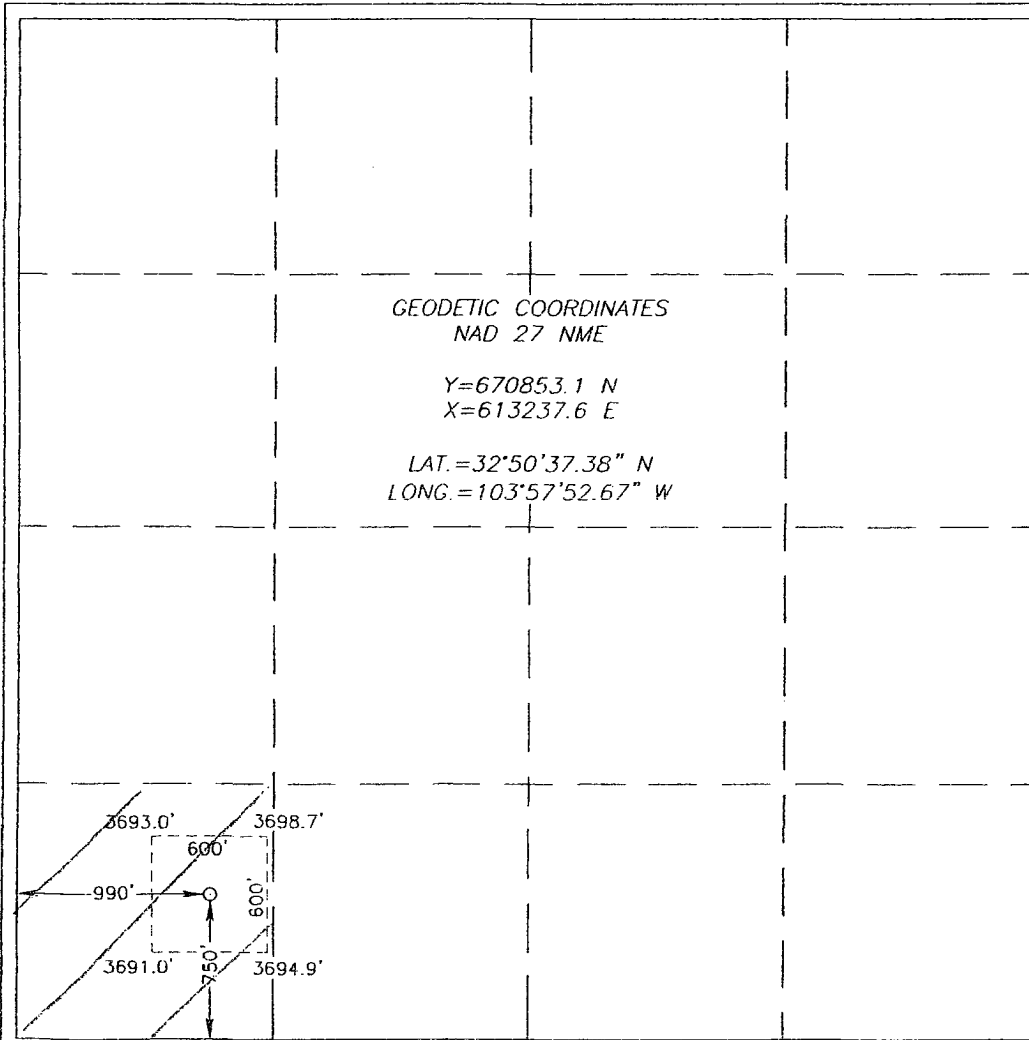 GEODETIC COORDINATES
NAD 27 NME
Y=670853.1 N
X=613237.6 E
LAT.=32°50'37.38" N
LONG.=103°57'52.67" W
3693.0' 3698.7'
600'
990'
600'
750'
3691.0' 3694.9'